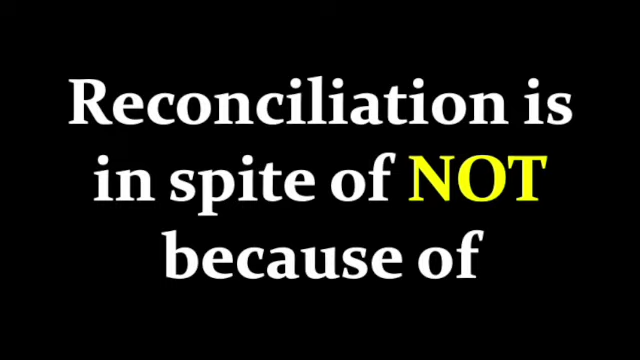 Reconciliation is
in spite of NOT
because of